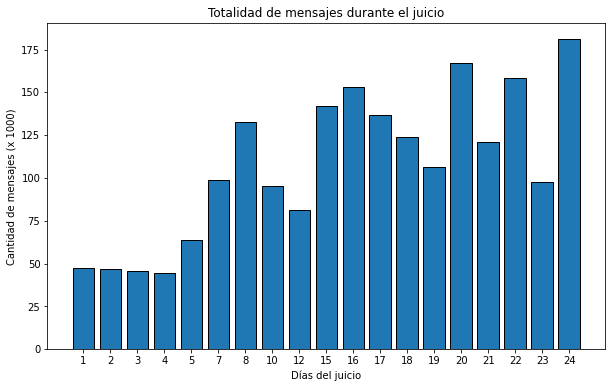 Totalidad de mensajes durante el juicio
Cantidad de mensajes (x 1000)
175
150
125
100
75
50
25
0
1 2 3 4 5 7 8 10 12 15 16 17 18 19 20 21 22 23 24
Días del juicio